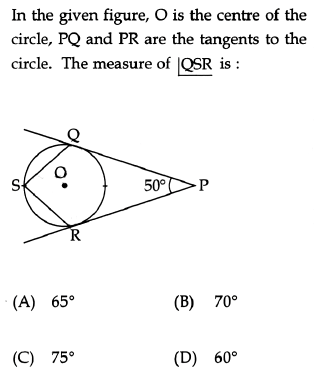 In the given figure, O is the centre of the
circle, PQ and PR are the tangents to the
circle. The measure of |QSR is :
Q
O
S
50°
P
R
(A) 65°
(B) 70°
(C) 75°
(D) 60°